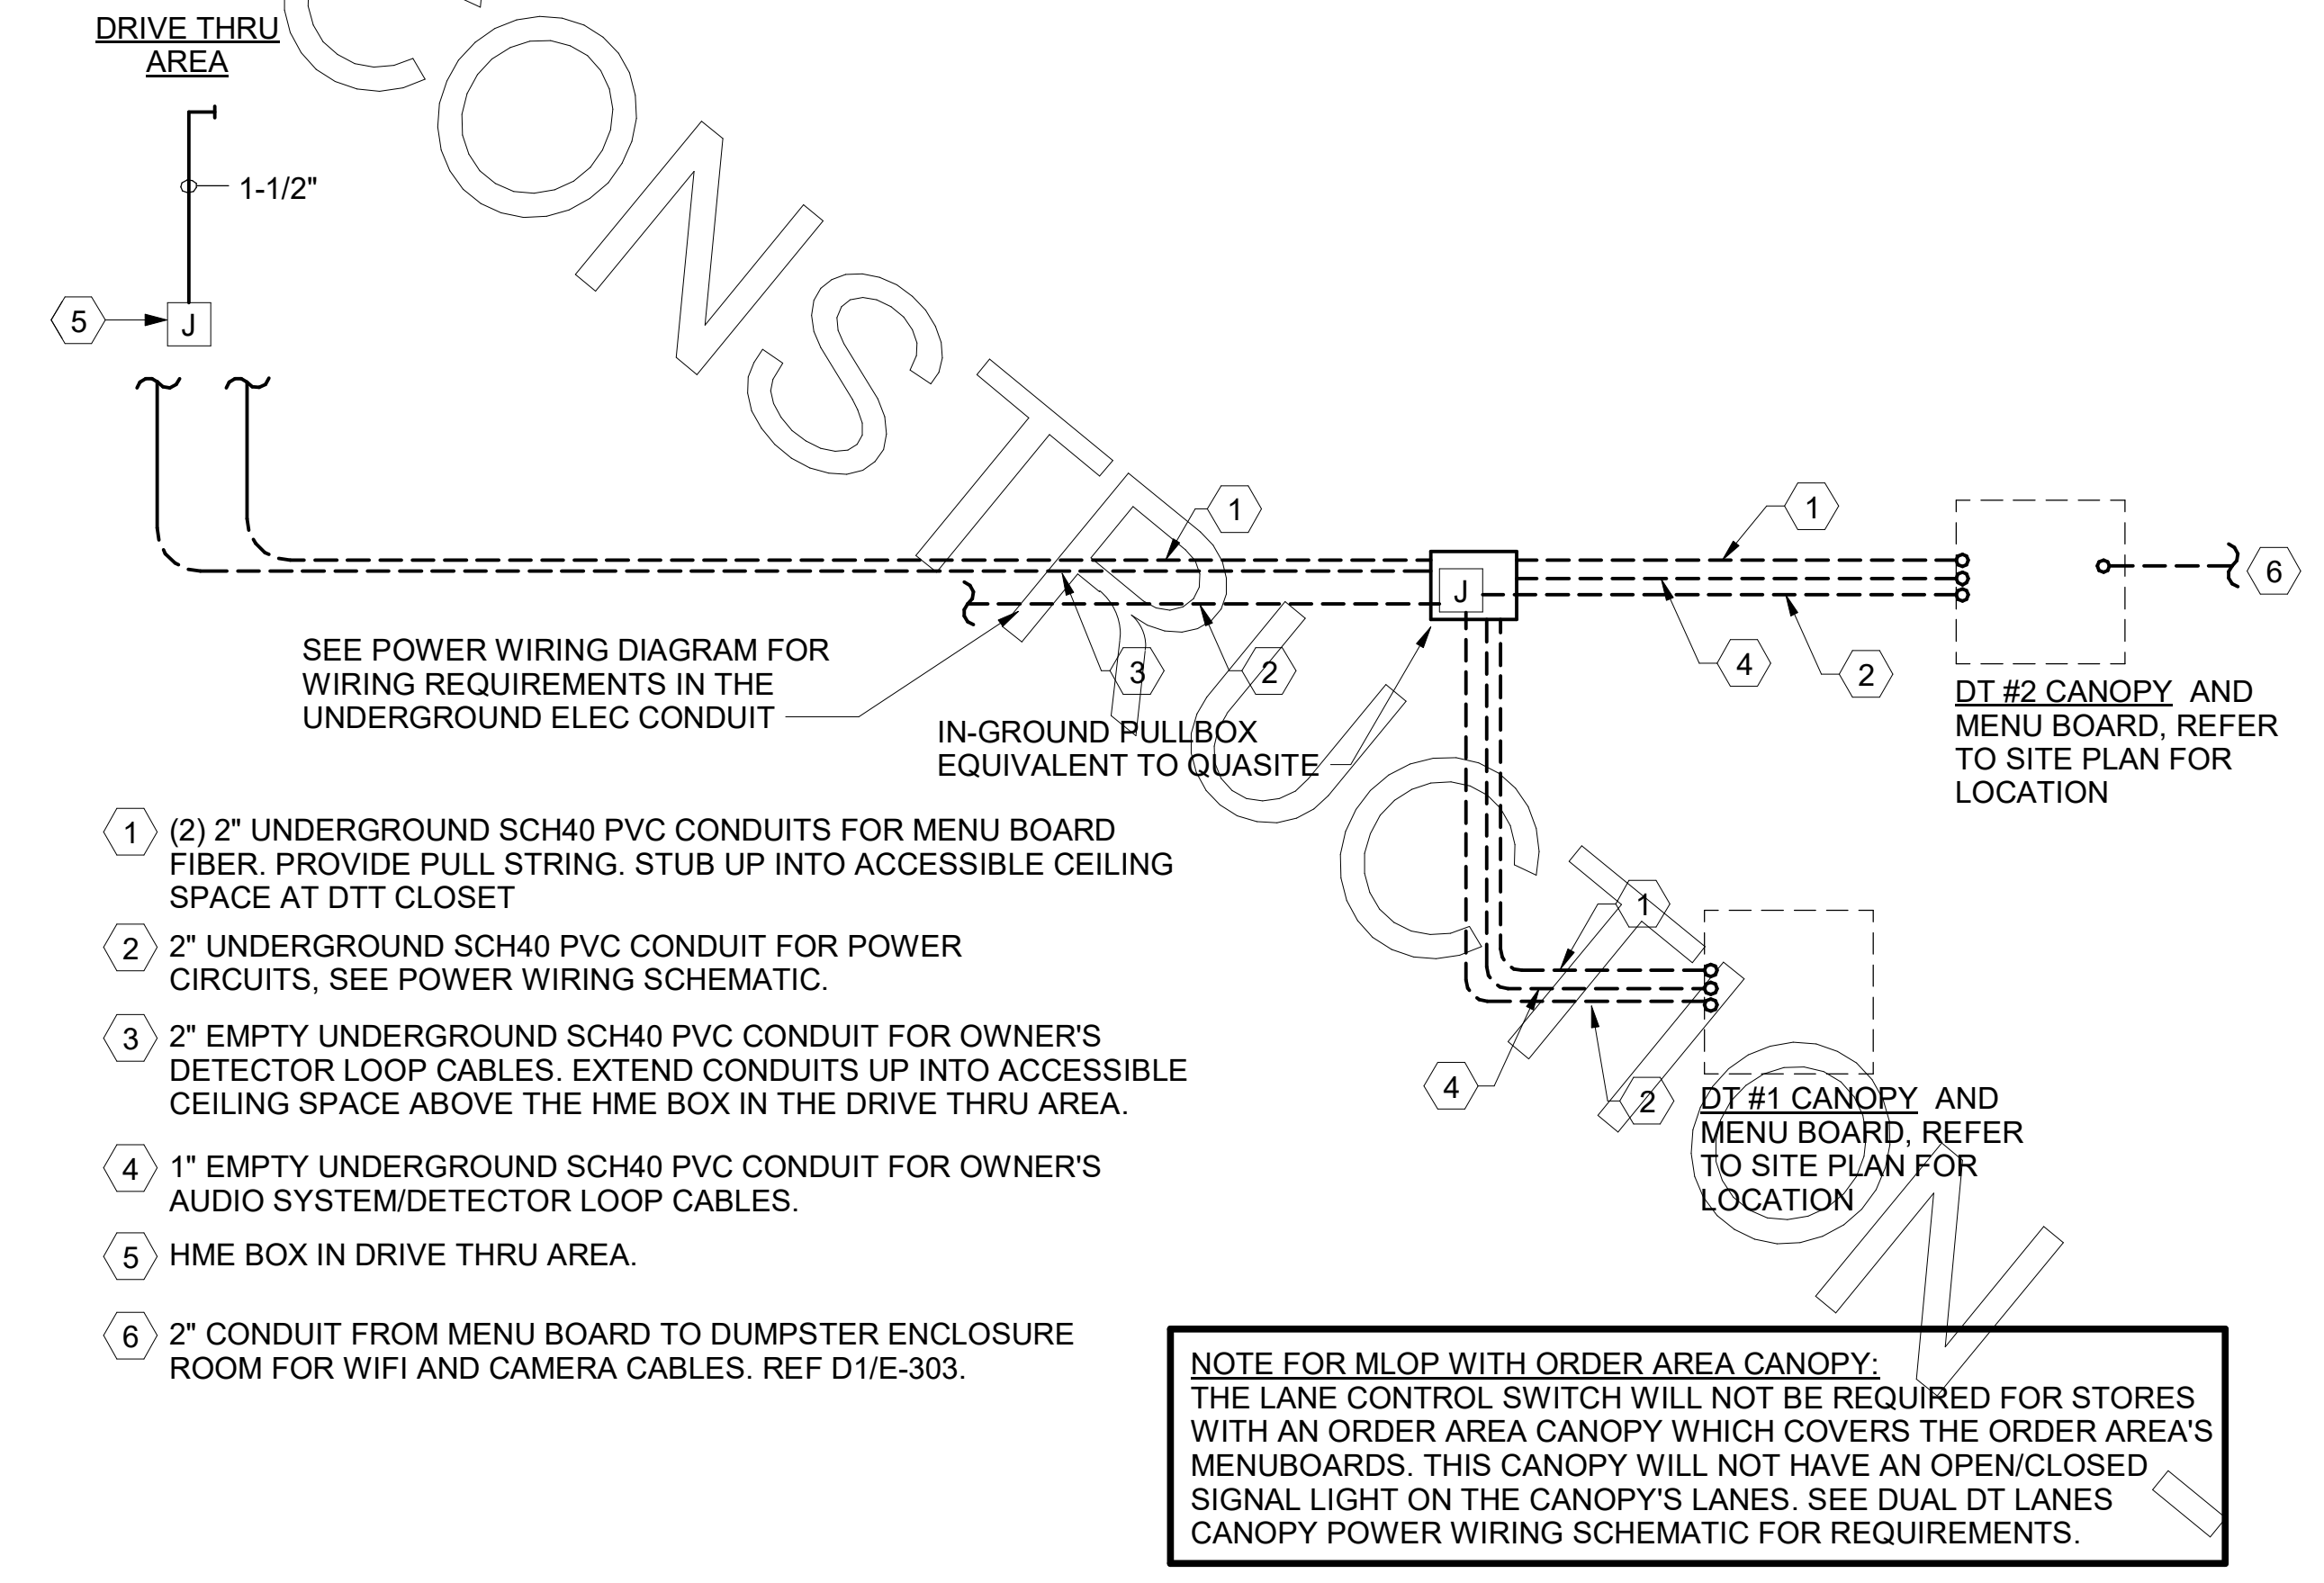 DRIVE THRU
AREA
1-1/2"
5
J
1
1
J
6
3
2
4
2
SEE POWER WIRING DIAGRAM FOR
WIRING REQUIREMENTS IN THE
UNDERGROUND ELEC CONDUIT
IN-GROUND PULLBOX
EQUIVALENT TO QUASITE
DT #2 CANOPY AND
MENU BOARD, REFER
TO SITE PLAN FOR
LOCATION
1
4
2
DT #1 CANOPY AND
MENU BOARD, REFER
TO SITE PLAN FOR
LOCATION
1 (2) 2" UNDERGROUND SCH40 PVC CONDUITS FOR MENU BOARD
FIBER. PROVIDE PULL STRING. STUB UP INTO ACCESSIBLE CEILING
SPACE AT DTT CLOSET
2 2" UNDERGROUND SCH40 PVC CONDUIT FOR POWER
CIRCUITS, SEE POWER WIRING SCHEMATIC.
3 2" EMPTY UNDERGROUND SCH40 PVC CONDUIT FOR OWNER'S
DETECTOR LOOP CABLES. EXTEND CONDUITS UP INTO ACCESSIBLE
CEILING SPACE ABOVE THE HME BOX IN THE DRIVE THRU AREA.
4 1" EMPTY UNDERGROUND SCH40 PVC CONDUIT FOR OWNER'S
AUDIO SYSTEM/DETECTOR LOOP CABLES.
5 HME BOX IN DRIVE THRU AREA.
6 2" CONDUIT FROM MENU BOARD TO DUMPSTER ENCLOSURE
ROOM FOR WIFI AND CAMERA CABLES. REF D1/E-303.
NOTE FOR MLOP WITH ORDER AREA CANOPY:
THE LANE CONTROL SWITCH WILL NOT BE REQUIRED FOR STORES
WITH AN ORDER AREA CANOPY WHICH COVERS THE ORDER AREA'S
MENUBOARDS. THIS CANOPY WILL NOT HAVE AN OPEN/CLOSED
SIGNAL LIGHT ON THE CANOPY'S LANES. SEE DUAL DT LANES
CANOPY POWER WIRING SCHEMATIC FOR REQUIREMENTS.
CONSTRUCTION